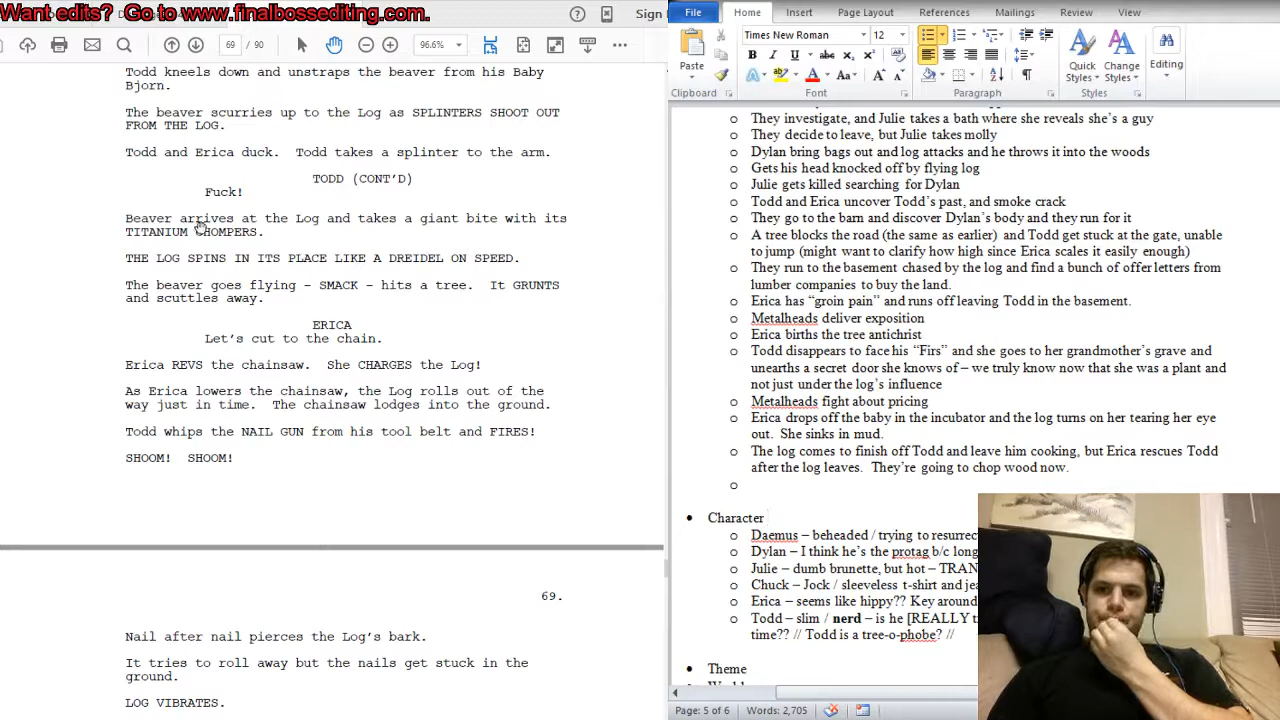 Want edits?  Go to www.finalbossediting.com.
Sign
69
96.6%
Todd kneels down and unstraps the beaver from his Baby
Bjorn.
The beaver scurries up to the Log as SPLINTERS SHOOT OUT
FROM THE LOG.
Todd and Erica duck.  Todd takes a splinter to the arm.
TODD (CONT'D)
Fuck!
Beaver arrives at the Log and takes a giant bite with its
TITANIUM CHOMPERS.
THE LOG SPINS IN ITS PLACE LIKE A DREIDEL ON SPEED.
The beaver goes flying – SMACK – hits a tree.  It GRUNTS
and scuttles away.
ERICA
Let's cut to the chain.
Erica REVS the chainsaw.  She CHARGES the Log!
As Erica lowers the chainsaw, the Log rolls out of the
way just in time.  The chainsaw lodges into the ground.
Todd whips the NAIL GUN from his tool belt and FIRES!
SHOOM!  SHOOM!
69.
Nail after nail pierces the Log's bark.
It tries to roll away but the nails get stuck in the
ground.
LOG VIBRATES.
File Home Insert Page Layout References Mailings Review View
Times New Roman 12
Paste
Quick Styles
Change Styles
Editing
Clipboard Font Paragraph Styles
o They investigate, and Julie takes a bath where she reveals she's a guy
o They decide to leave, but Julie takes molly
o Dylan bring bags out and log attacks and he throws it into the woods
o Gets his head knocked off by flying log
o Julie gets killed searching for Dylan
o Todd and Erica uncover Todd's past, and smoke crack
o They go to the barn and discover Dylan's body and they run for it
o A tree blocks the road (the same as earlier) and Todd get stuck at the gate, unable
to jump (might want to clarify how high since Erica scales it easily enough)
o They run to the basement chased by the log and find a bunch of offer letters from
lumber companies to buy the land.
o Erica has "groin pain" and runs off leaving Todd in the basement.
o Metalheads deliver exposition
o Erica births the tree antichrist
o Todd disappears to face his "Firs" and she goes to her grandmother's grave and
unearths a secret door she knows of – we truly know now that she was a plant and
not just under the log's influence
o Metalheads fight about pricing
o Erica drops off the baby in the incubator and the log turns on her tearing her eye
out.  She sinks in mud.
o The log comes to finish off Todd and leave him cooking, but Erica rescues Todd
after the log leaves.  They're going to chop wood now.
o
• Character
o Daemus – beheaded / trying to resurrec
o Dylan – I think he's the protag b/c long
o Julie – dumb brunette, but hot – TRAN
o Chuck – Jock / sleeveless t-shirt and jea
o Erica – seems like hippy?? Key around
o Todd – slim / nerd – is he [REALLY t
time?? // Todd is a tree-o-phobe? //
• Theme
Page: 5 of 6 Words: 2,705